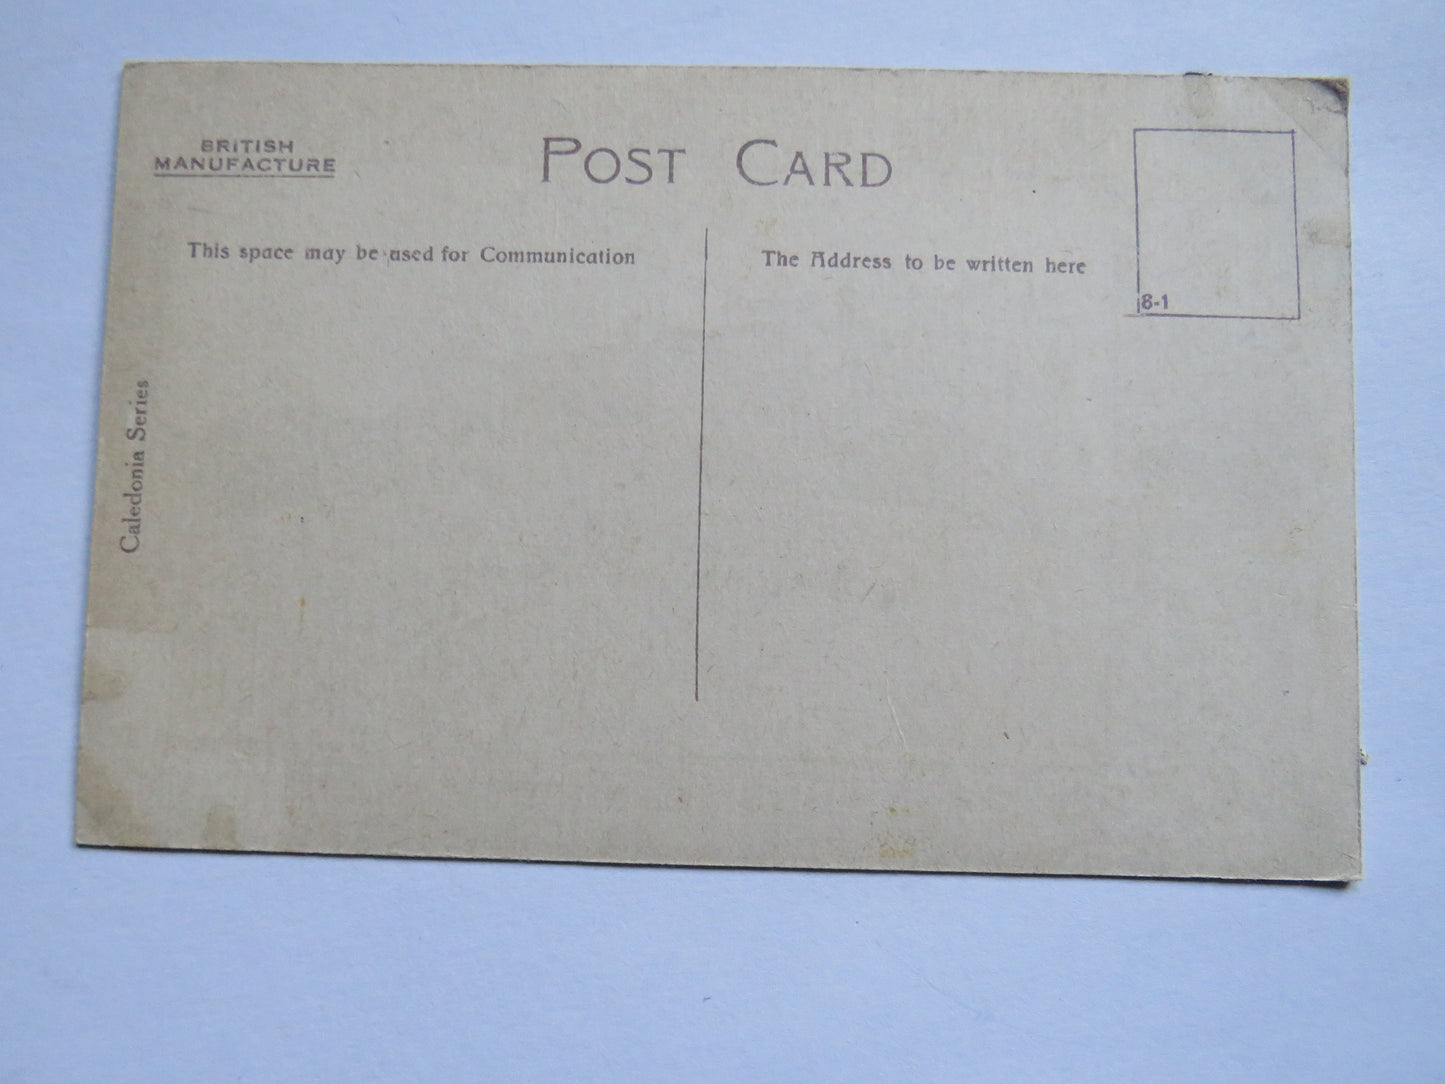 BRITISH
MANUFACTURE
POST CARD
This space may be used for Communication
The Address to be written here
8-1
Caledonia Series